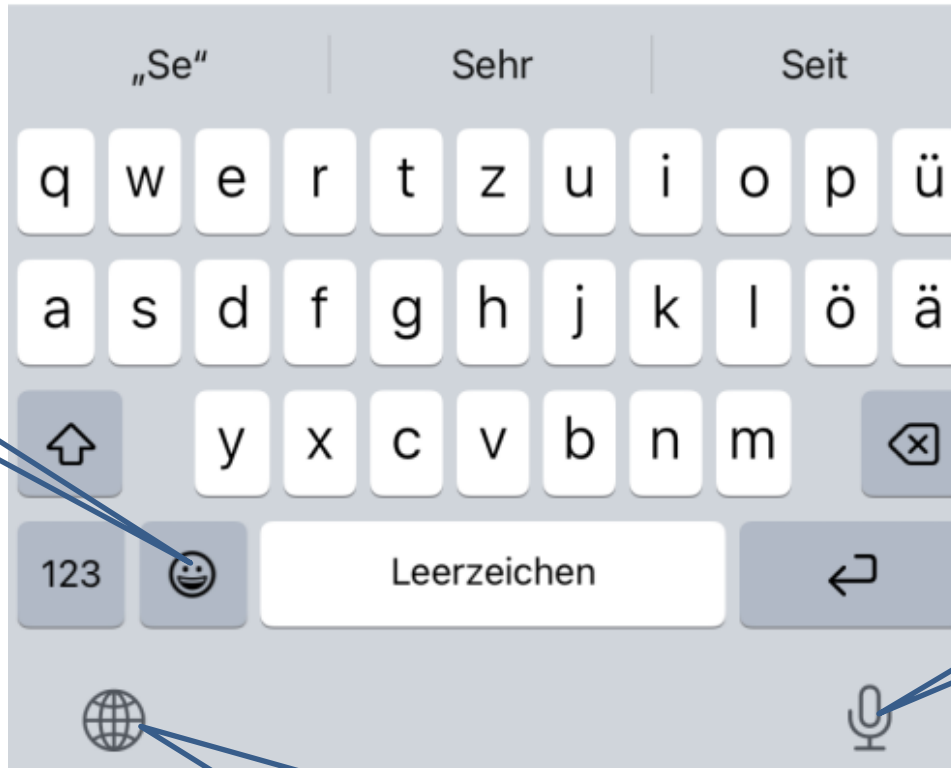 „Se“ Sehr Seit
q w e r t z u i o p ü
a s d f g h j k l ö ä
y x c v b n m
123 Leerzeichen